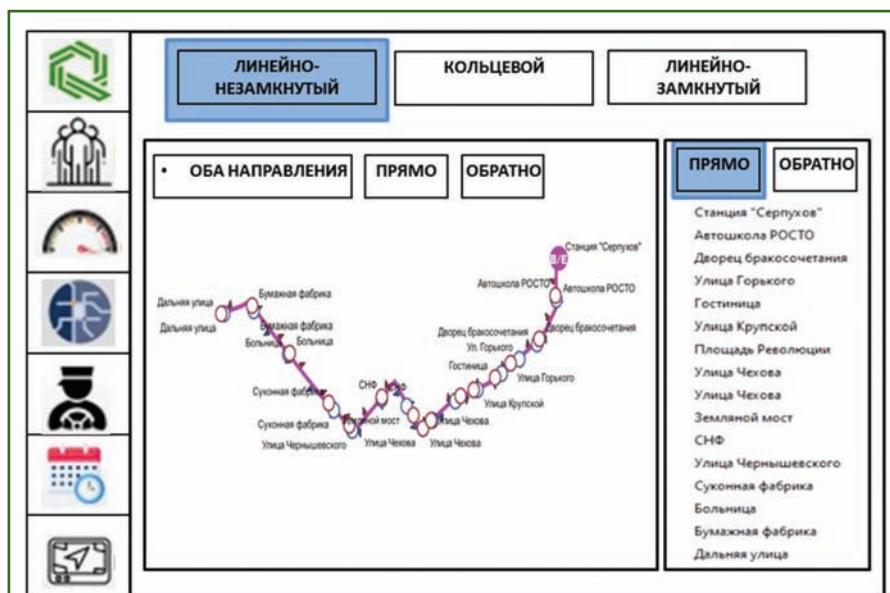 ЛИНЕЙНО-
НЕЗАМКНУТЫЙ
КОЛЬЦЕВОЙ
ЛИНЕЙНО-
ЗАМКНУТЫЙ
• ОБА НАПРАВЛЕНИЯ
ПРЯМО
ОБРАТНО
Станция "Серпухов"
B/E
Автошкола РОСТО
Автошкола РОСТО
Дальняя улица
Бумажная фабрика
Дальняя улица
Бумажная фабрика
Больница
Больница
Дворец бракосочетания
Дворец бракосочетания
Ул. Горького
Гостиница
Улица Горького
СНФ
СНФ
Суконная фабрика
Улица Крупской
Суконная фабрика
Земляной мост
Улица Чехова
Улица Чернышевского
Улица Чехова
Улица Чехова
ПРЯМО
ОБРАТНО
Станция "Серпухов"
Автошкола РОСТО
Дворец бракосочетания
Улица Горького
Гостиница
Улица Крупской
Площадь Революции
Улица Чехова
Улица Чехова
Земляной мост
СНФ
Улица Чернышевского
Суконная фабрика
Больница
Бумажная фабрика
Дальняя улица